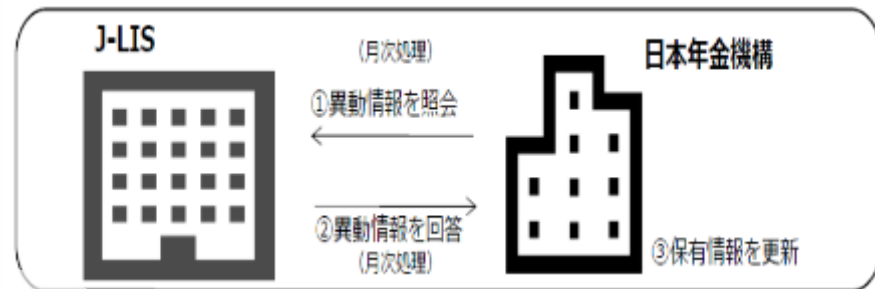 J-LIS
(月次処理)
日本年金機構
①異動情報を照会
②異動情報を回答
(月次処理)
③保有情報を更新